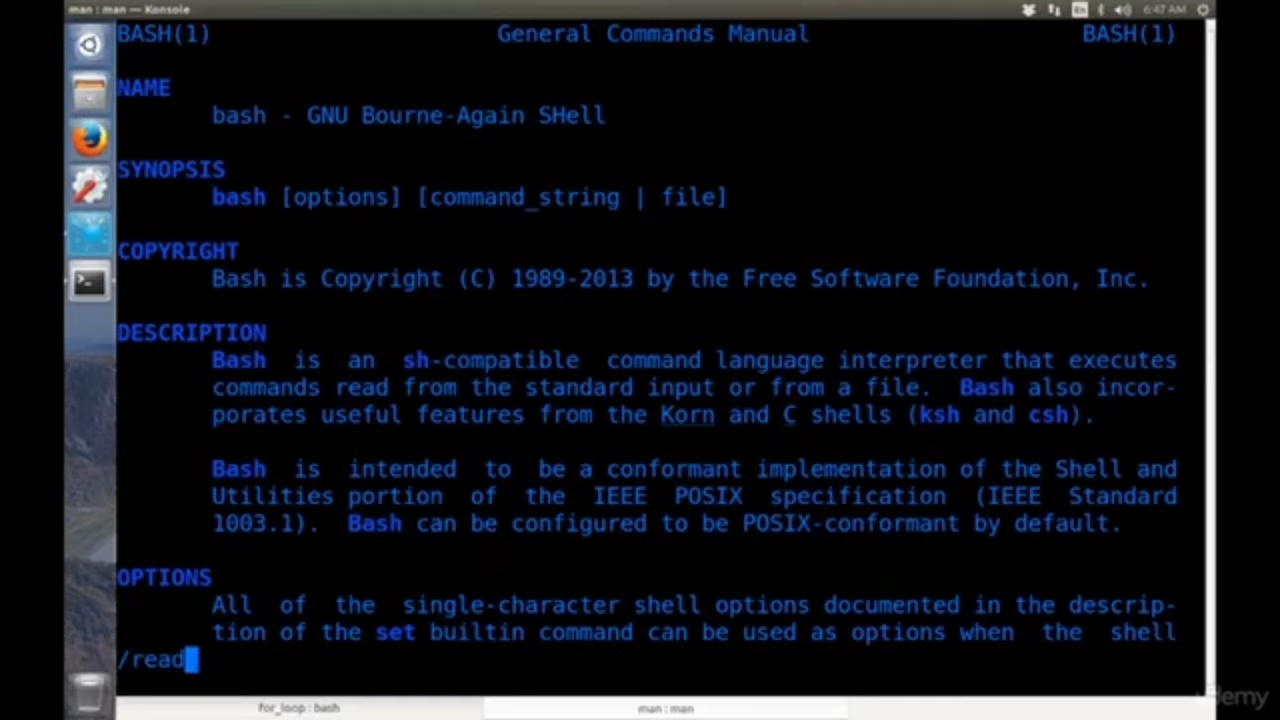 man : man — Konsole
En
6:47 AM
BASH(1) General Commands Manual BASH(1)
NAME
bash - GNU Bourne-Again SHell
SYNOPSIS
bash [options] [command_string | file]
COPYRIGHT
Bash is Copyright (C) 1989-2013 by the Free Software Foundation, Inc.
DESCRIPTION
Bash is an sh-compatible command language interpreter that executes
commands read from the standard input or from a file. Bash also incor-
porates useful features from the Korn and C shells (ksh and csh).
Bash is intended to be a conformant implementation of the Shell and
Utilities portion of the IEEE POSIX specification (IEEE Standard
1003.1). Bash can be configured to be POSIX-conformant by default.
OPTIONS
All of the single-character shell options documented in the descrip-
tion of the set builtin command can be used as options when the shell
/read
for_loop : bash
man : man
udemy